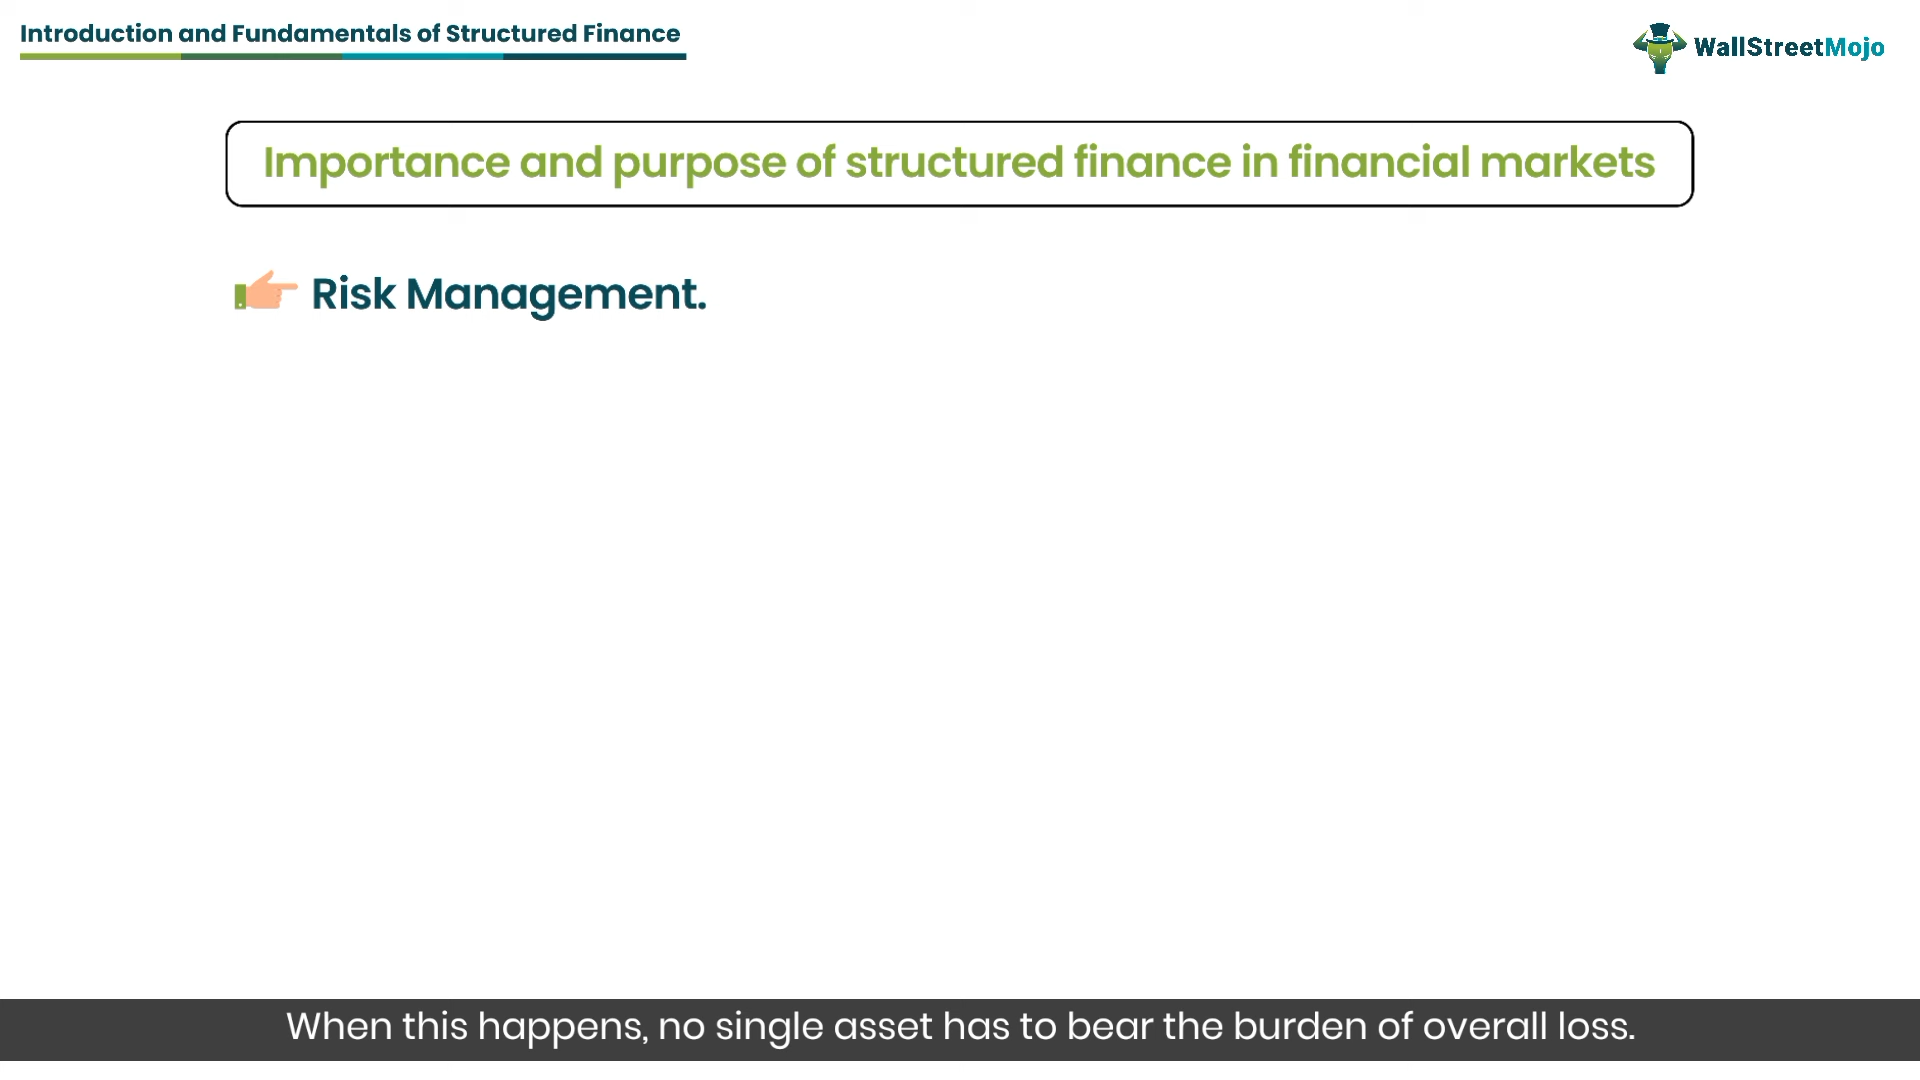 Introduction and Fundamentals of Structured Finance
WallStreetMojo
Importance and purpose of structured finance in financial markets
Risk Management.
When this happens, no single asset has to bear the burden of overall loss.